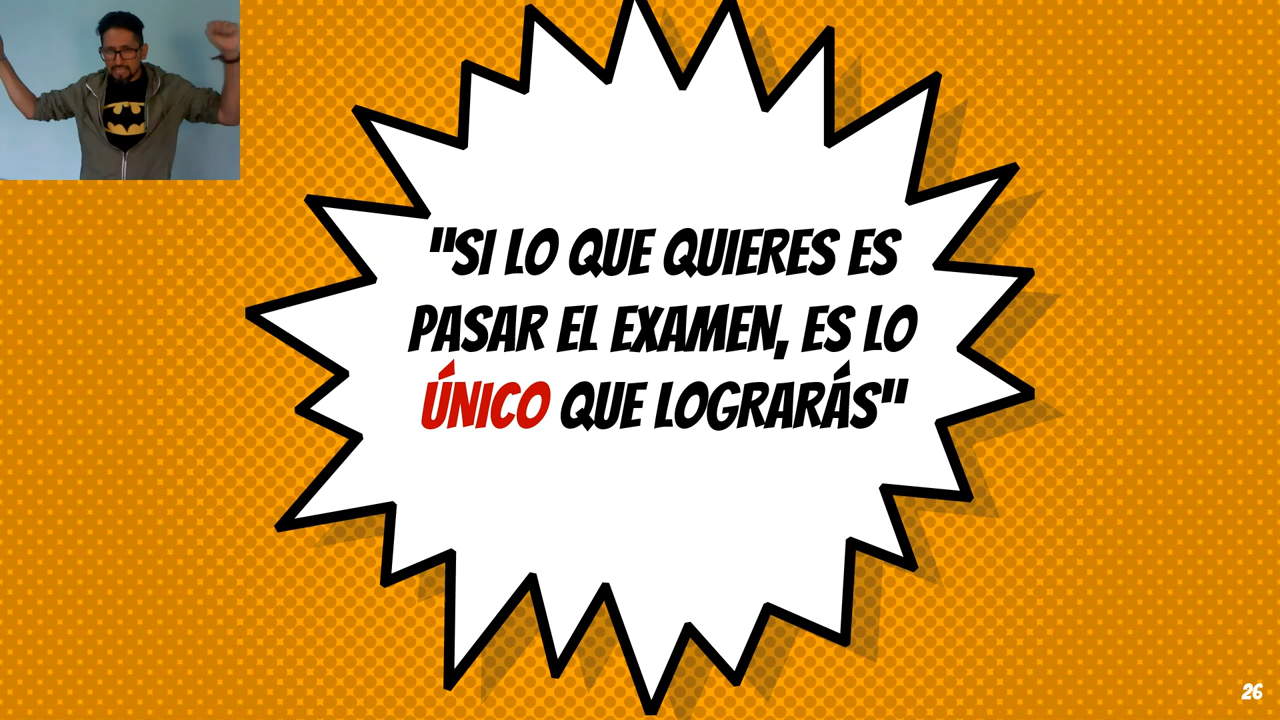 "SI LO QUE QUIERES ES
PASAR EL EXAMEN, ES LO
ÚNICO QUE LOGRARÁS"
26